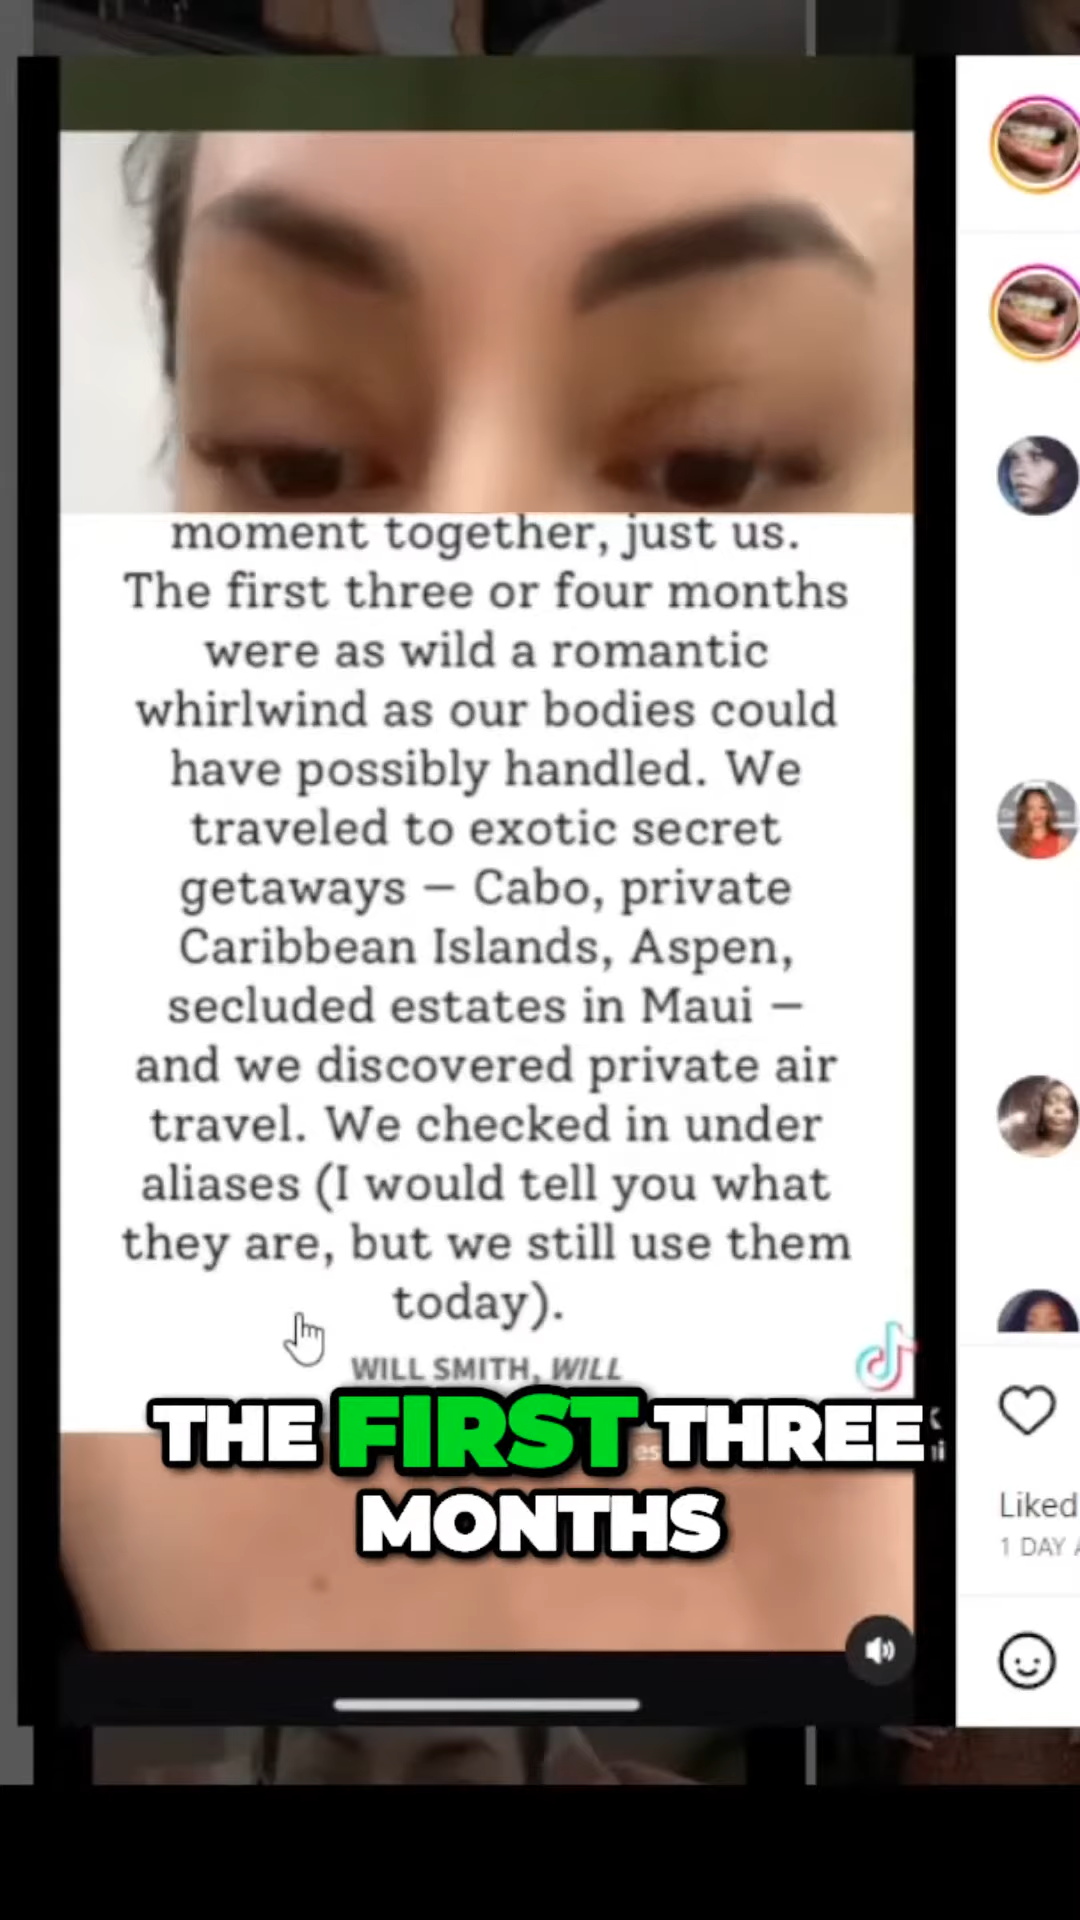 moment together, just us.
The first three or four months
were as wild a romantic
whirlwind as our bodies could
have possibly handled. We
traveled to exotic secret
getaways — Cabo, private
Caribbean Islands, Aspen,
secluded estates in Maui —
and we discovered private air
travel. We checked in under
aliases (I would tell you what
they are, but we still use them
today).
WILL SMITH, WILL
THE FIRST THREE
MONTHS
Liked
1 DAY